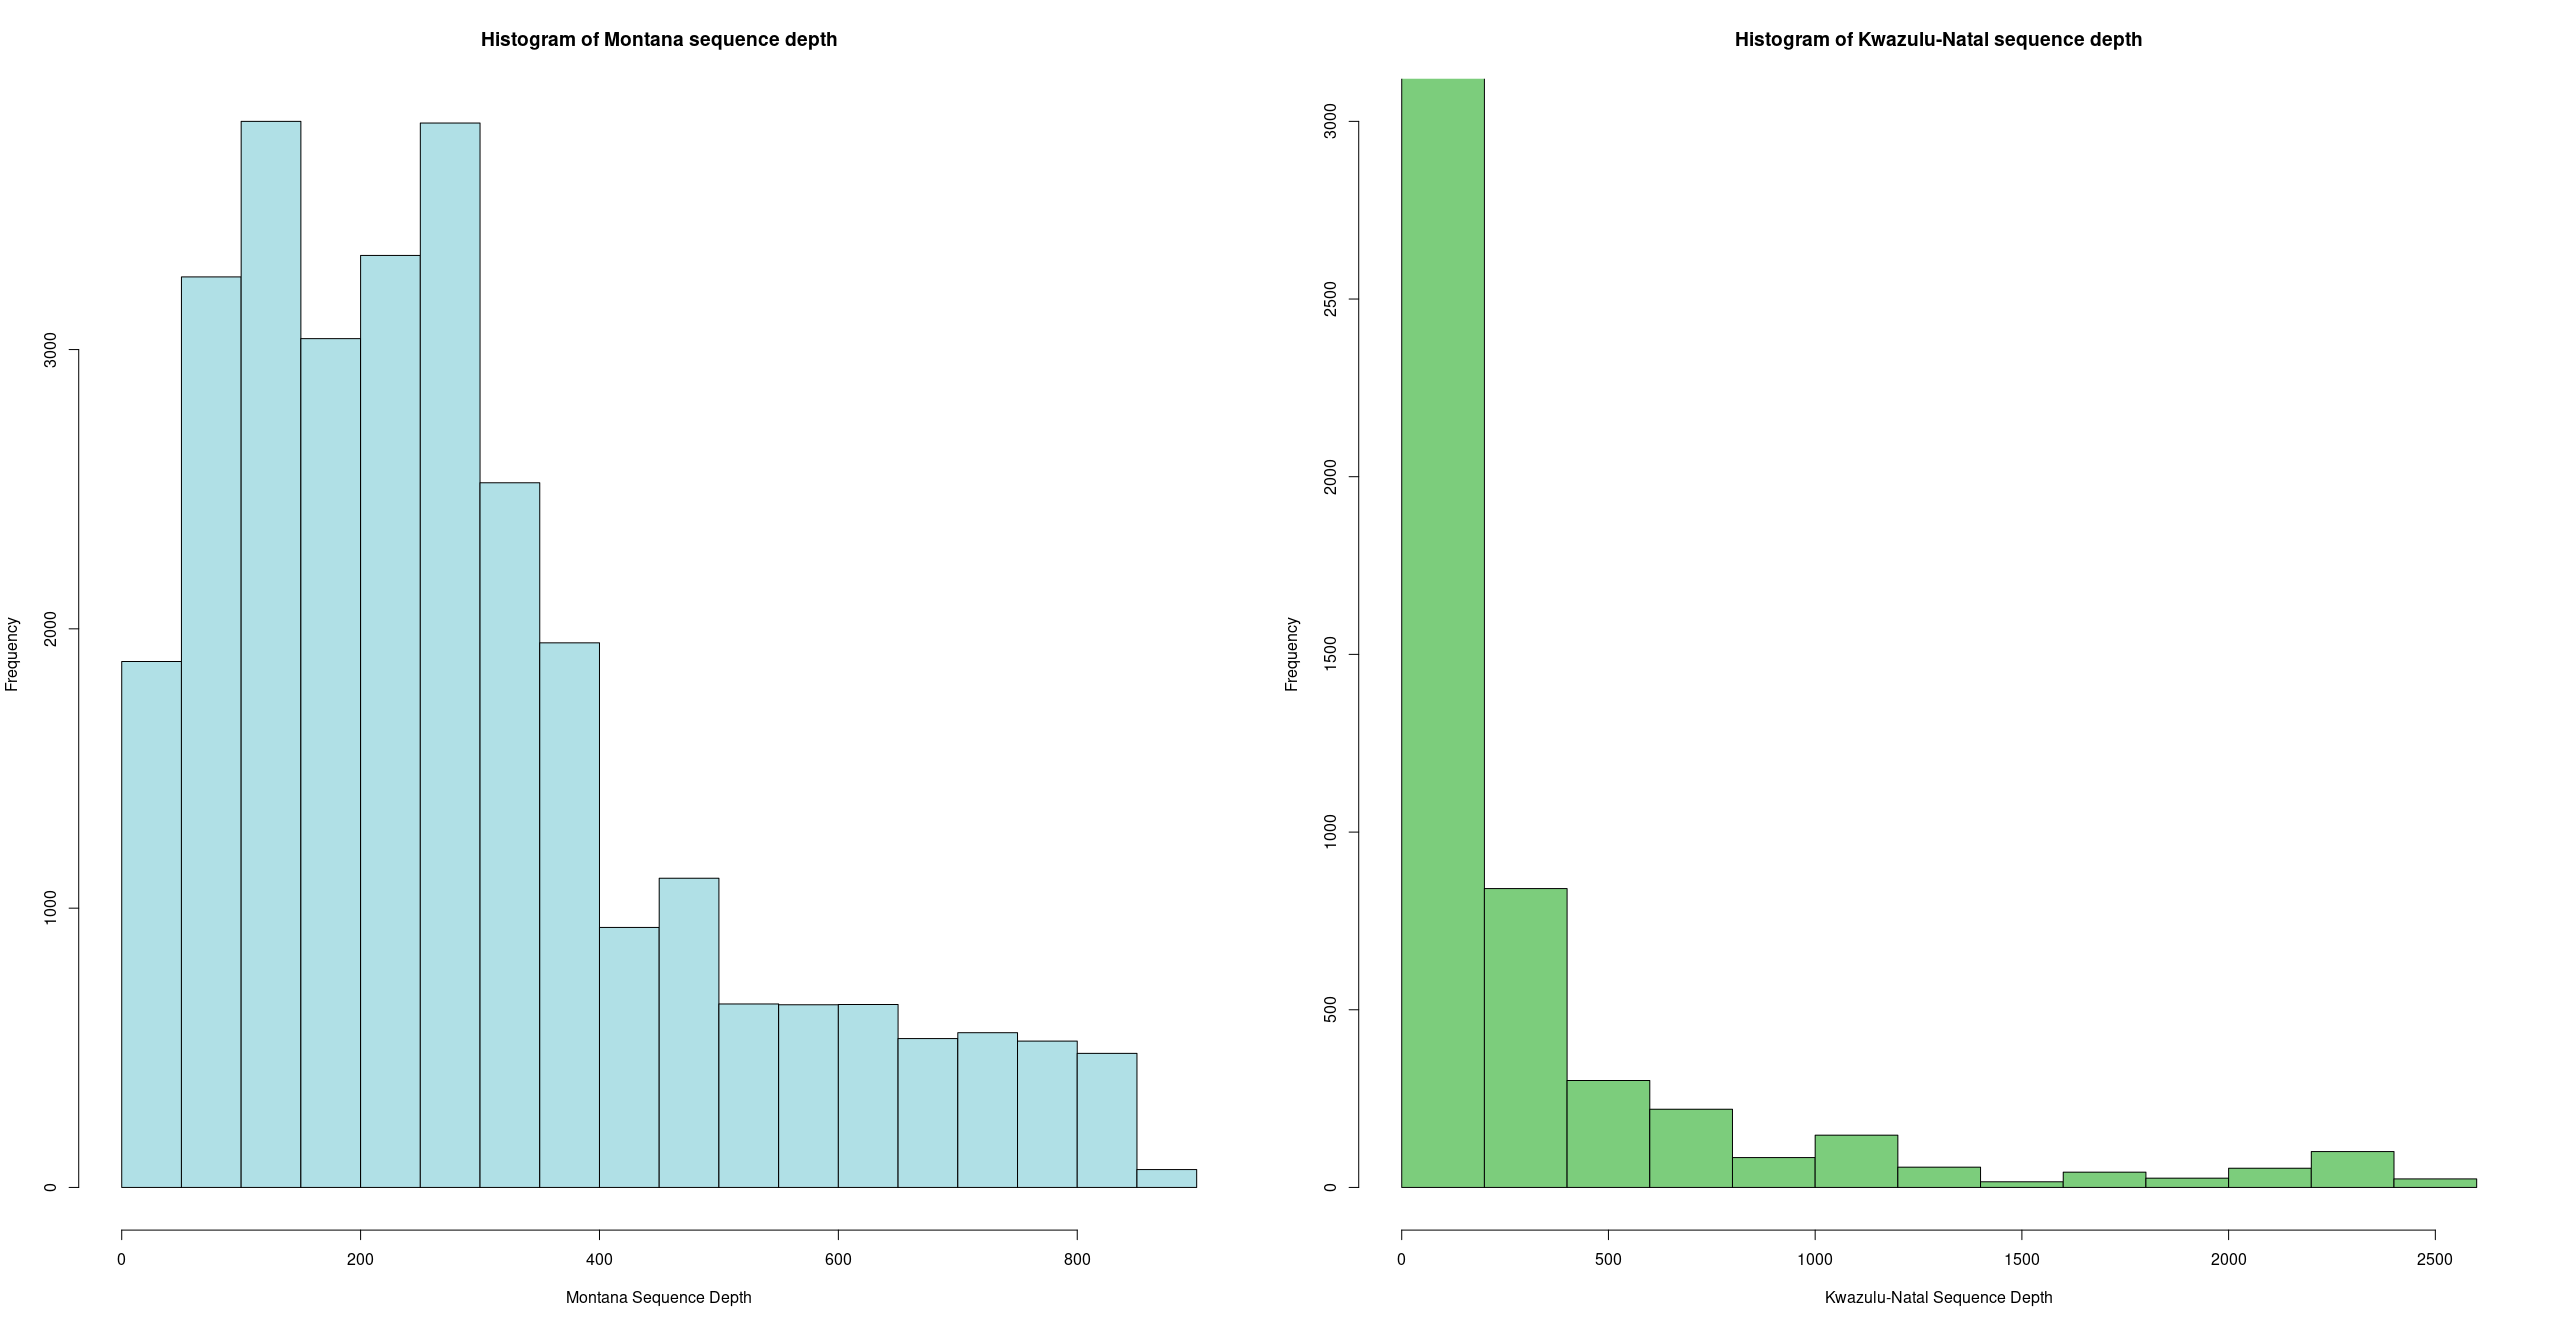 Histogram of Montana sequence depth
Frequency
3000
2000
1000
0
0 200 400 600 800
Montana Sequence Depth
Histogram of Kwazulu-Natal sequence depth
Frequency
3000
2500
2000
1500
1000
500
0
0 500 1000 1500 2000 2500
Kwazulu-Natal Sequence Depth